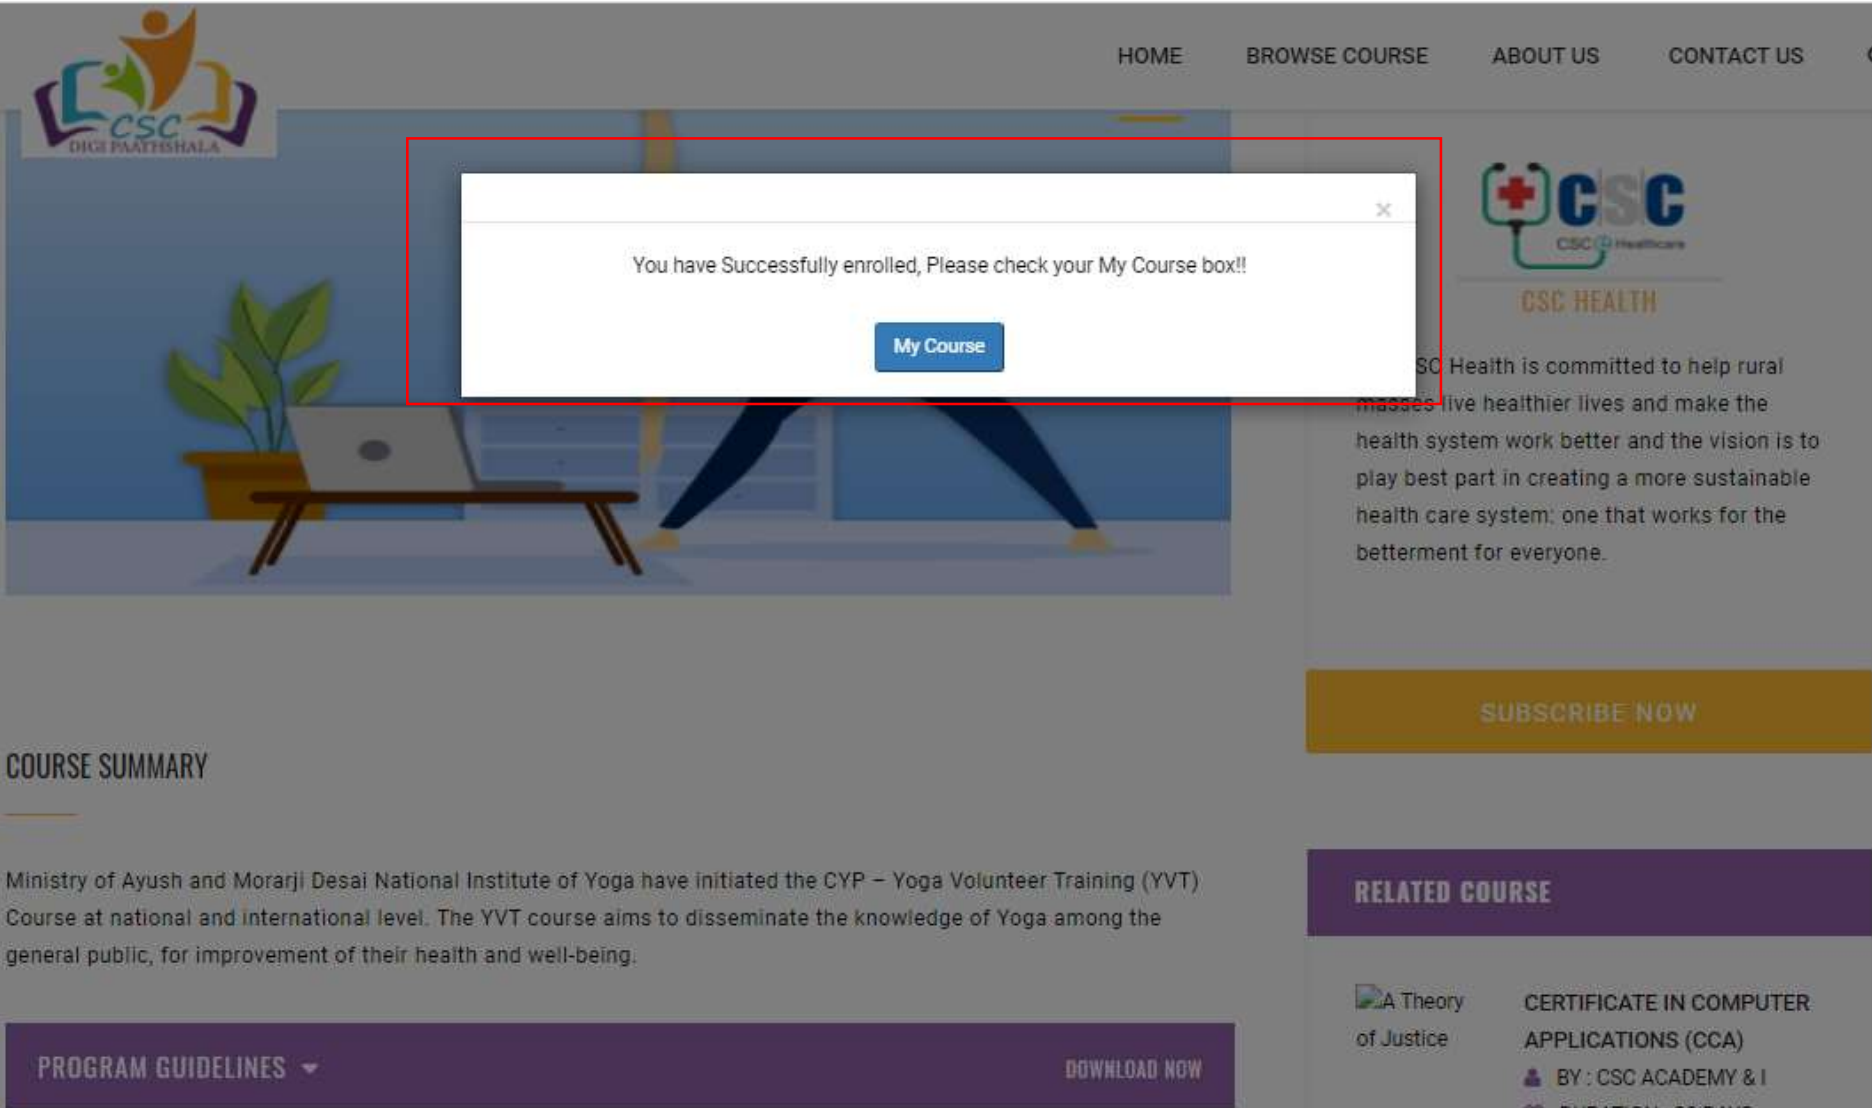 CSC
DIGI PAATHSHALA
HOME
BROWSE COURSE
ABOUT US
CONTACT US
×
You have Successfully enrolled, Please check your My Course box!!
My Course
CSC
CSC Healthcare
CSC HEALTH
SC Health is committed to help rural
masses live healthier lives and make the
health system work better and the vision is to
play best part in creating a more sustainable
health care system: one that works for the
betterment for everyone.
SUBSCRIBE NOW
COURSE SUMMARY
Ministry of Ayush and Morarji Desai National Institute of Yoga have initiated the CYP – Yoga Volunteer Training (YVT)
Course at national and international level. The YVT course aims to disseminate the knowledge of Yoga among the
general public, for improvement of their health and well-being.
PROGRAM GUIDELINES
DOWNLOAD NOW
RELATED COURSE
A Theory
of Justice
CERTIFICATE IN COMPUTER
APPLICATIONS (CCA)
BY : CSC ACADEMY & I